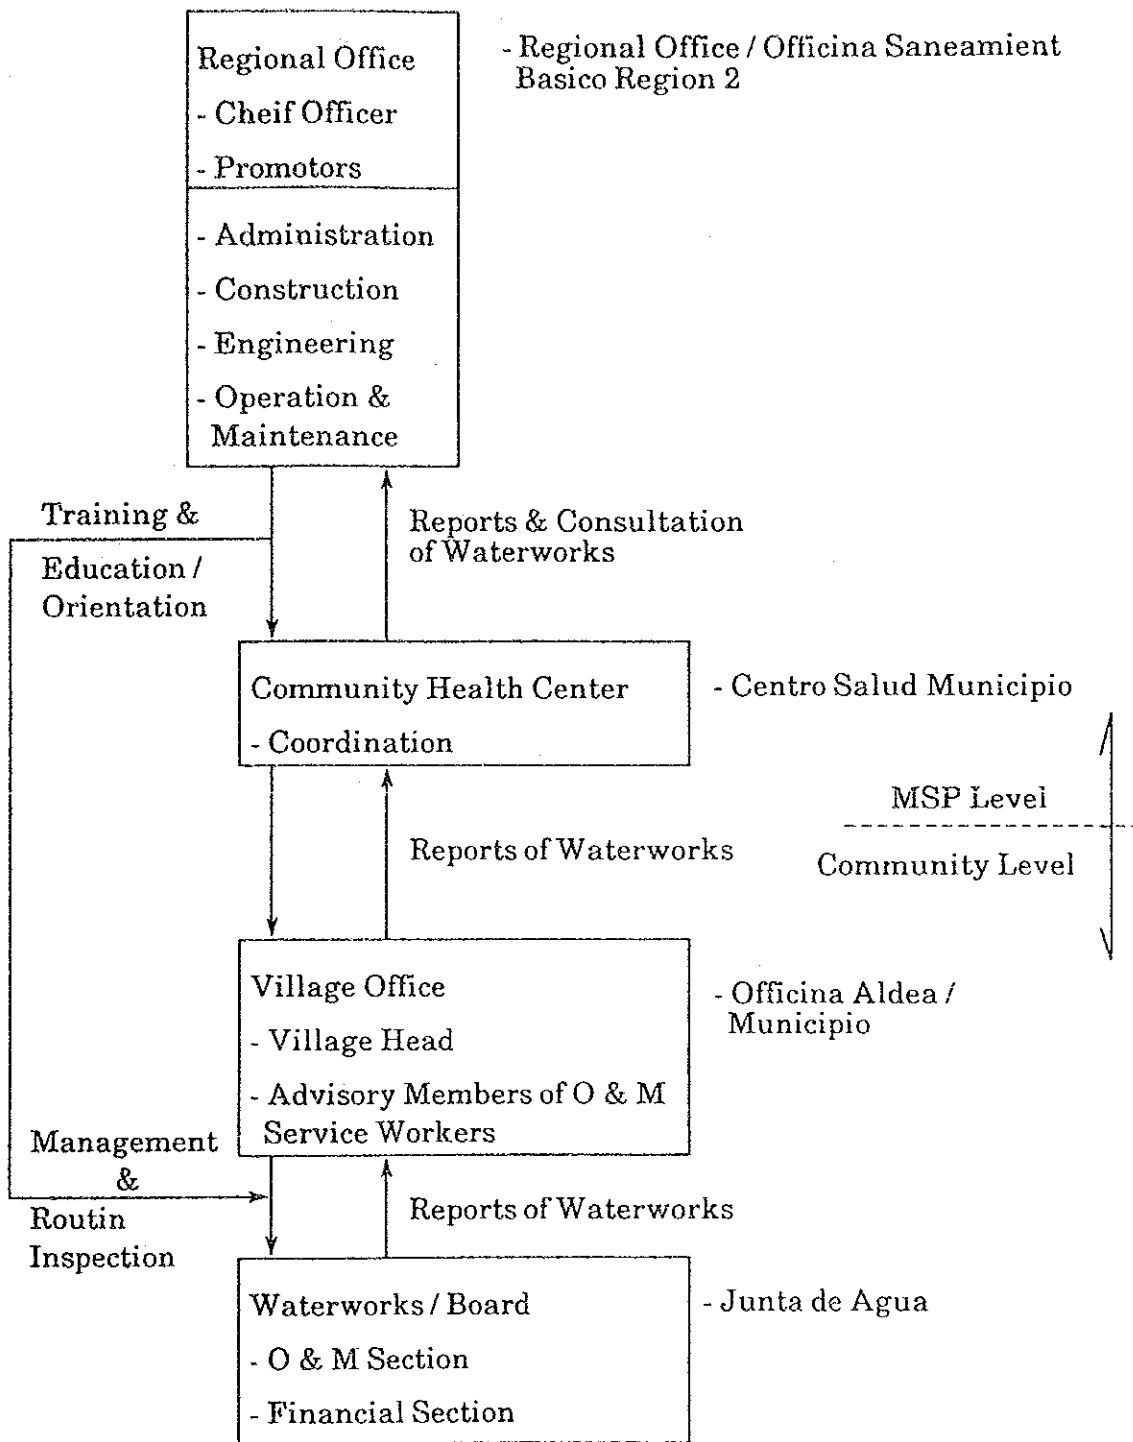 Regional Office
- Cheif Officer
- Promotors
- Administration
- Construction
- Engineering
- Operation &
Maintenance
- Regional Office / Officina Saneamient
Basico Region 2
Training &
Education /
Orientation
Reports & Consultation
of Waterworks
Community Health Center
- Coordination
- Centro Salud Municipio
MSP Level
Community Level
Reports of Waterworks
Village Office
- Village Head
- Advisory Members of O & M
Service Workers
- Officina Aldea /
Municipio
Management
&
Routin
Inspection
Reports of Waterworks
Waterworks / Board
- O & M Section
- Financial Section
- Junta de Agua